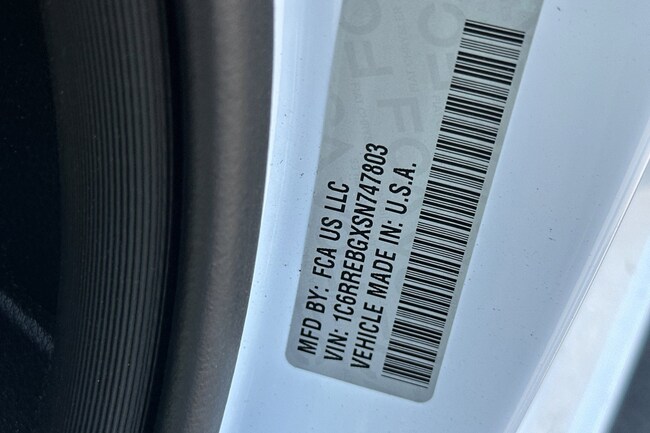 MFD BY: FCA US LLC
VIN: 1C6RREBGXSN747803
VEHICLE MADE IN: U.S.A.